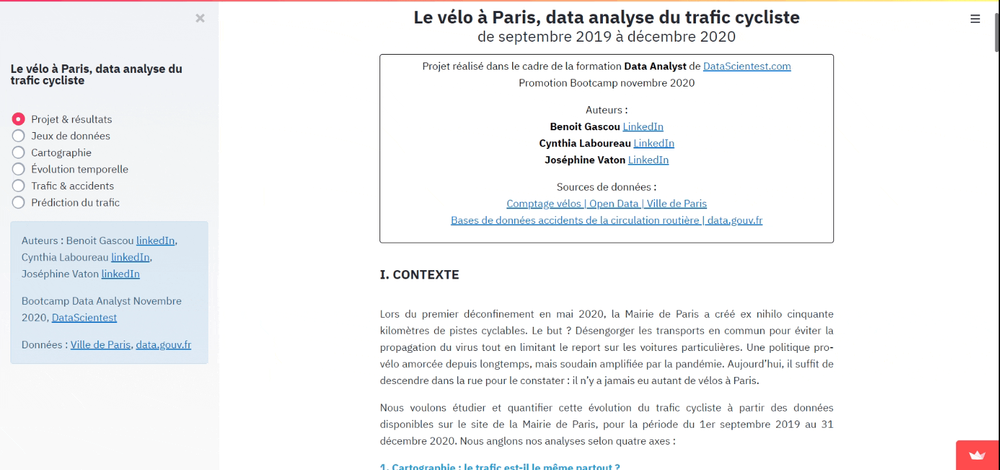 Le vélo à Paris, data analyse du
trafic cycliste
Projet & résultats
Jeux de données
Cartographie
Évolution temporelle
Trafic & accidents
Prédiction du trafic
Auteurs : Benoit Gascou linkedIn,
Cynthia Laboureau linkedIn,
Joséphine Vaton linkedIn
Bootcamp Data Analyst Novembre
2020, DataScientest
Données : Ville de Paris, data.gouv.fr
Le vélo à Paris, data analyse du trafic cycliste
de septembre 2019 à décembre 2020
Projet réalisé dans le cadre de la formation Data Analyst de DataScientest.com
Promotion Bootcamp novembre 2020
Auteurs :
Benoit Gascou LinkedIn
Cynthia Laboureau LinkedIn
Joséphine Vaton LinkedIn
Sources de données :
Comptage vélos | Open Data | Ville de Paris
Bases de données accidents de la circulation routière | data.gouv.fr
I. CONTEXTE
Lors du premier déconfinement en mai 2020, la Mairie de Paris a créé ex nihilo cinquante
kilomètres de pistes cyclables. Le but ? Désengorger les transports en commun pour éviter la
propagation du virus tout en limitant le report sur les voitures particulières. Une politique pro-
vélo amorcée depuis longtemps, mais soudain amplifiée par la pandémie. Aujourd’hui, il suffit de
descendre dans la rue pour le constater : il n’y a jamais eu autant de vélos à Paris.
Nous voulons étudier et quantifier cette évolution du trafic cycliste à partir des données
disponibles sur le site de la Mairie de Paris, pour la période du 1er septembre 2019 au 31
décembre 2020. Nous anglons nos analyses selon quatre axes :
1. Cartographie : le trafic est-il le même partout ?